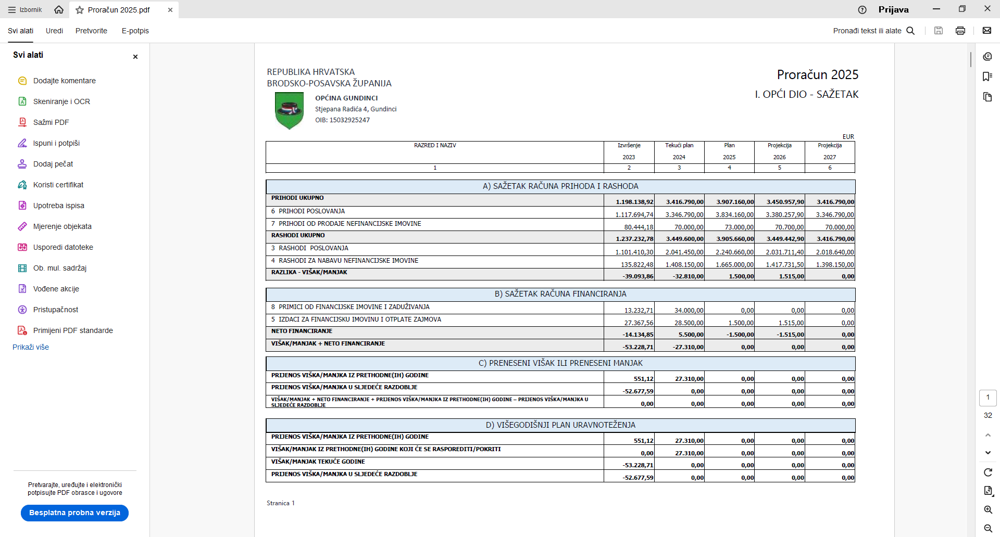 Izbornik
Proračun 2025.pdf
Prijava
Svi alati
Uredi
Pretvorite
E-potpis
Pronađi tekst ili alate
Svi alati
Dodajte komentare
Skeniranje i OCR
Sažmi PDF
Ispuni i potpiši
Dodaj pečat
Koristi certifikat
Upotreba ispisa
Mjerenje objekata
Usporedi datoteke
Ob. mul. sadržaj
Vođene akcije
Pristupačnost
Primijeni PDF standarde
Prikaži više
Pretvarajte, uređujte i elektronički
potpisujte PDF obrasce i ugovore
Besplatna probna verzija
REPUBLIKA HRVATSKA
BRODSKO-POSAVSKA ŽUPANIJA
OPĆINA GUNDINCI
Stjepana Radića 4, Gundinci
OIB: 15032925247
Proračun 2025
I. OPĆI DIO - SAŽETAK
EUR
RAZRED I NAZIV Izvršenje Tekući plan Plan Projekcija Projekcija
2023 2024 2025 2026 2027
1 2 3 4 5 6
A) SAŽETAK RAČUNA PRIHODA I RASHODA
PRIHODI UKUPNO 1.198.138,92 3.416.790,00 3.907.160,00 3.450.957,90 3.416.790,00
6 PRIHODI POSLOVANJA 1.117.694,74 3.346.790,00 3.834.160,00 3.380.257,90 3.346.790,00
7 PRIHODI OD PRODAJE NEFINANCIJSKE IMOVINE 80.444,18 70.000,00 73.000,00 70.700,00 70.000,00
RASHODI UKUPNO 1.237.232,78 3.449.600,00 3.905.660,00 3.449.442,90 3.416.790,00
3 RASHODI POSLOVANJA 1.101.410,30 2.041.450,00 2.240.660,00 2.031.711,40 2.018.640,00
4 RASHODI ZA NABAVU NEFINANCIJSKE IMOVINE 135.822,48 1.408.150,00 1.665.000,00 1.417.731,50 1.398.150,00
RAZLIKA - VIŠAK/MANJAK -39.093,86 -32.810,00 1.500,00 1.515,00 0,00
B) SAŽETAK RAČUNA FINANCIRANJA
8 PRIMICI OD FINANCIJSKE IMOVINE I ZADUŽIVANJA 13.232,71 34.000,00 0,00 0,00 0,00
5 IZDACI ZA FINANCIJSKU IMOVINU I OTPLATE ZAJMOVA 27.367,56 28.500,00 1.500,00 1.515,00 0,00
NETO FINANCIRANJE -14.134,85 5.500,00 -1.500,00 -1.515,00 0,00
VIŠAK/MANJAK + NETO FINANCIRANJE -53.228,71 -27.310,00 0,00 0,00 0,00
C) PRENESENI VIŠAK ILI PRENESENI MANJAK
PRIJENOS VIŠKA/MANJKA IZ PRETHODNE(IH) GODINE 551,12 27.310,00 0,00 0,00 0,00
PRIJENOS VIŠKA/MANJKA U SLJEDEĆE RAZDOBLJE -52.677,59 0,00 0,00 0,00 0,00
VIŠAK/MANJAK + NETO FINANCIRANJE + PRIJENOS VIŠKA/MANJKA IZ PRETHODNE(IH) GODINE – PRIJENOS VIŠKA/MANJKA U
SLJEDEĆE RAZDOBLJE 0,00 0,00 0,00 0,00 0,00
D) VIŠEGODIŠNJI PLAN URAVNOTEŽENJA
PRIJENOS VIŠKA/MANJKA IZ PRETHODNE(IH) GODINE 551,12 27.310,00 0,00 0,00 0,00
VIŠAK/MANJAK IZ PRETHODNE(IH) GODINE KOJI ĆE SE RASPOREDITI/POKRITI 0,00 27.310,00 0,00 0,00 0,00
VIŠAK/MANJAK TEKUĆE GODINE -53.228,71 0,00 0,00 0,00 0,00
PRIJENOS VIŠKA/MANJKA U SLJEDEĆE RAZDOBLJE -52.677,59 0,00 0,00 0,00 0,00
Stranica 1
1
32